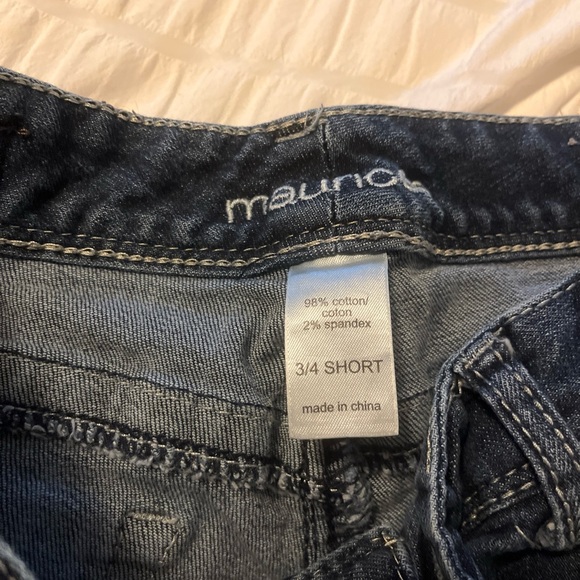 maurices
98% cotton/
coton
2% spandex
3/4 SHORT
made in china